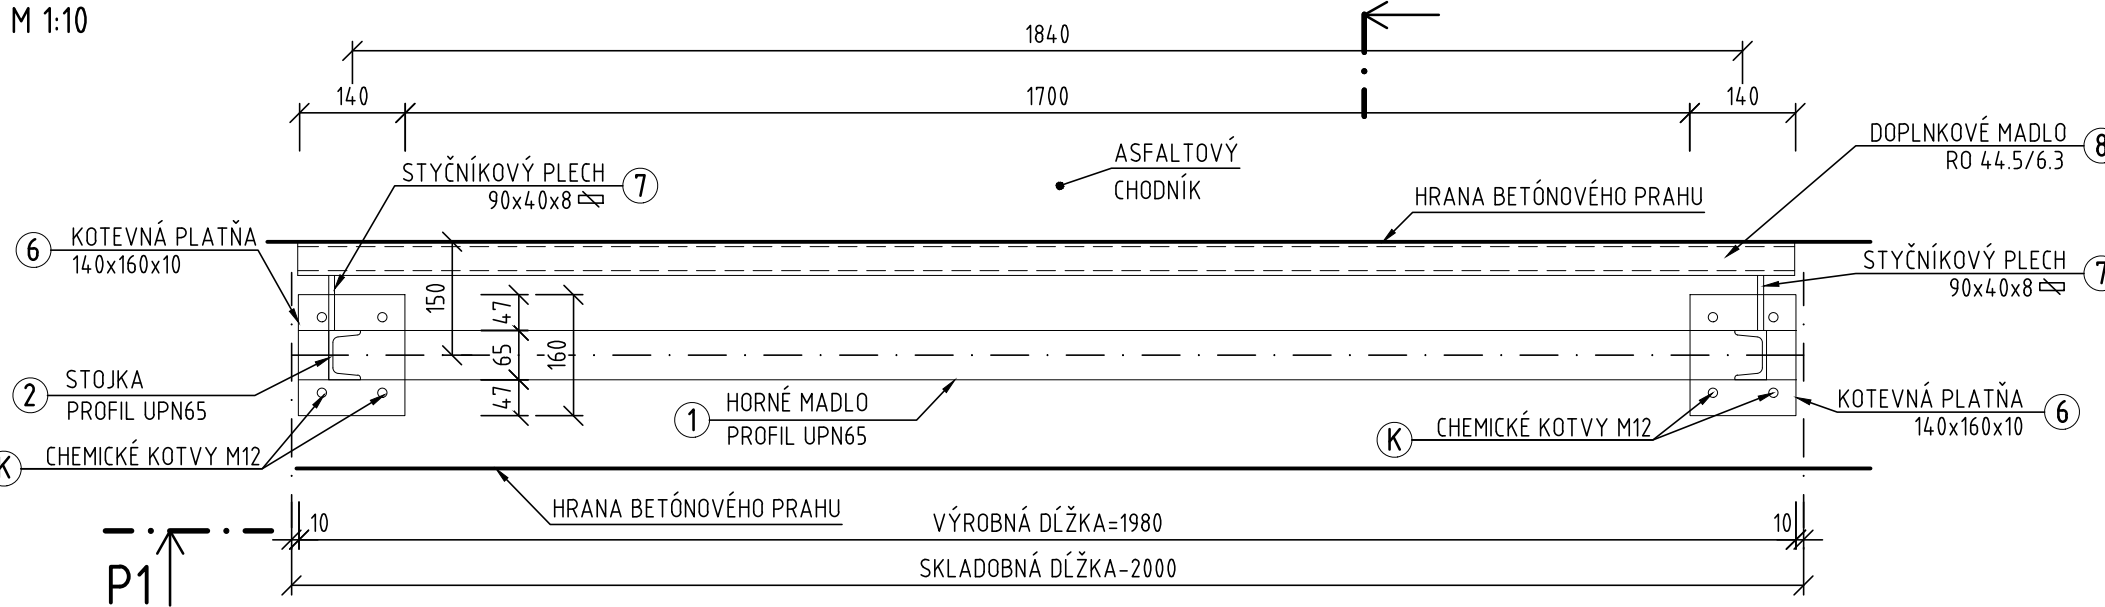 M 1:10
1840
140
1700
140
STYČNÍKOVÝ PLECH
90x40x8
7
ASFALTOVÝ
CHODNÍK
DOPLNKOVÉ MADLO
RO 44.5/6.3
8
HRANA BETÓNOVÉHO PRAHU
6
KOTEVNÁ PLATŇA
140x160x10
STYČNÍKOVÝ PLECH
90x40x8
7
150
47
65
47
160
2
STOJKA
PROFIL UPN65
1
HORNÉ MADLO
PROFIL UPN65
KOTEVNÁ PLATŇA
140x160x10
6
K
CHEMICKÉ KOTVY M12
K
CHEMICKÉ KOTVY M12
HRANA BETÓNOVÉHO PRAHU
10
VÝROBNÁ DĹŽKA=1980
10
SKLADOBNÁ DĹŽKA-2000
P1